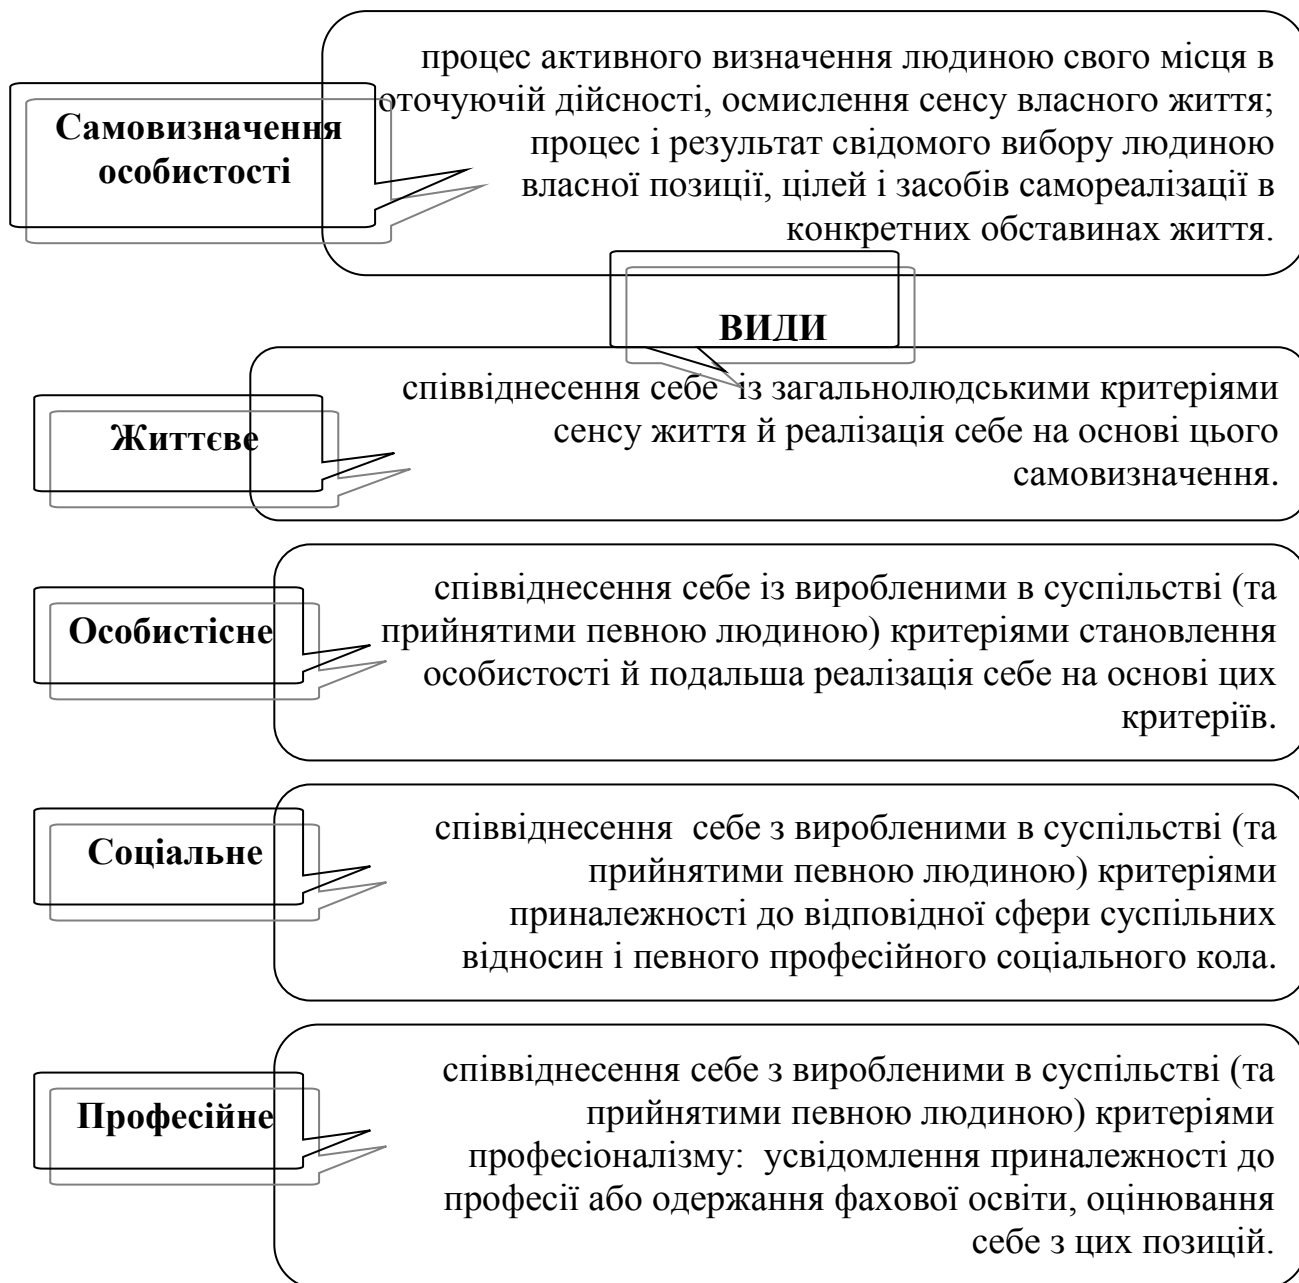 Самовизначення
особистості
процес активного визначення людиною свого місця в
оточуючій дійсності, осмислення сенсу власного життя;
процес і результат свідомого вибору людиною
власної позиції, цілей і засобів самореалізації в
конкретних обставинах життя.
ВИДИ
Життєве
співвіднесення себе із загальнолюдськими критеріями
сенсу життя й реалізація себе на основі цього
самовизначення.
Особистісне
співвіднесення себе із виробленими в суспільстві (та
прийнятими певною людиною) критеріями становлення
особистості й подальша реалізація себе на основі цих
критеріїв.
Соціальне
співвіднесення себе з виробленими в суспільстві (та
прийнятими певною людиною) критеріями
приналежності до відповідної сфери суспільних
відносин і певного професійного соціального кола.
Професійне
співвіднесення себе з виробленими в суспільстві (та
прийнятими певною людиною) критеріями
професіоналізму: усвідомлення приналежності до
професії або одержання фахової освіти, оцінювання
себе з цих позицій.